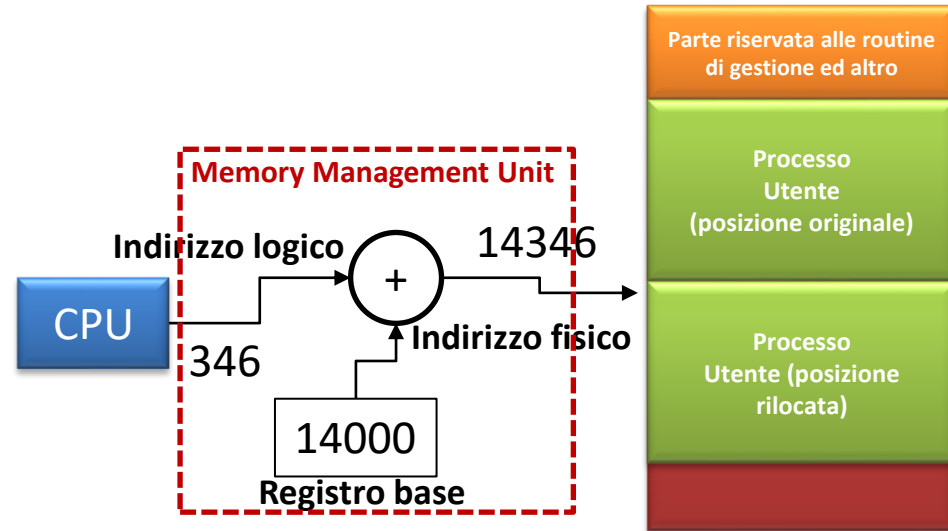 Parte riservata alle routine
di gestione ed altro
Memory Management Unit
Processo
Utente
(posizione originale)
Indirizzo logico
14346
+
CPU
346
Indirizzo fisico
Processo
Utente (posizione
rilocata)
14000
Registro base